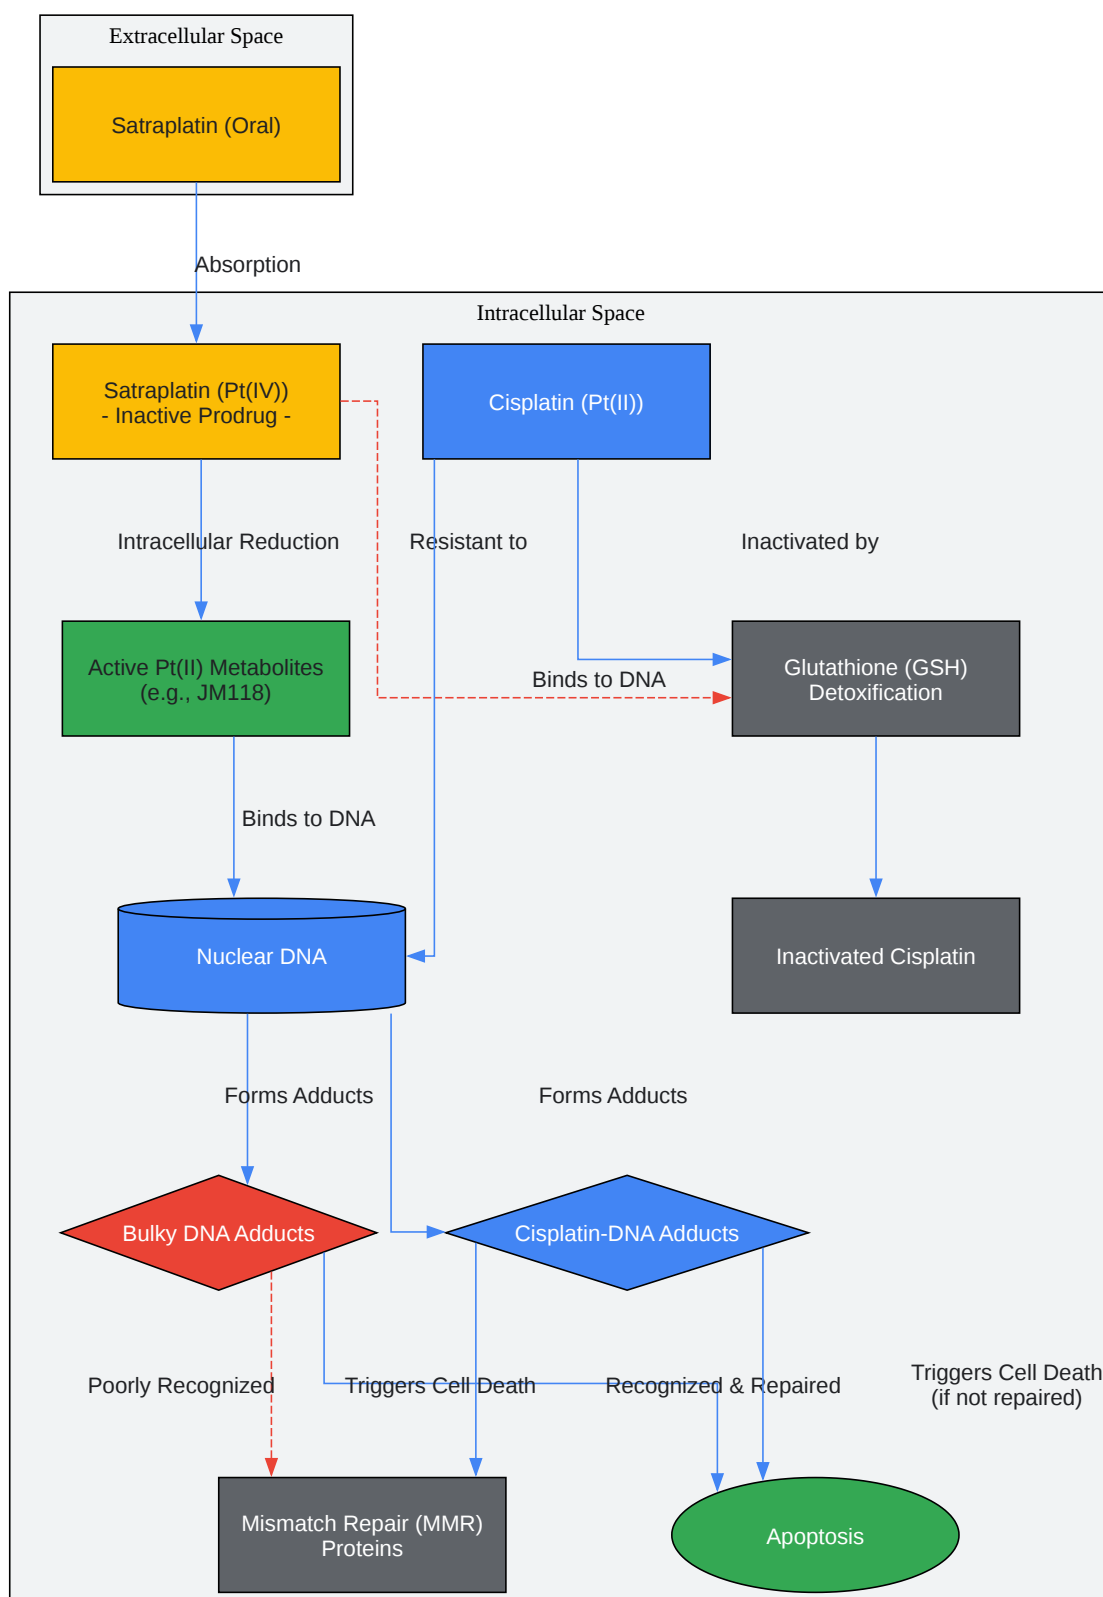 Extracellular Space
Satraplatin (Oral)
Absorption
Intracellular Space
Satraplatin (Pt(IV))
- Inactive Prodrug -
Cisplatin (Pt(II))
Intracellular Reduction
Resistant to
Inactivated by
Active Pt(II) Metabolites
(e.g., JM118)
Binds to DNA
Glutathione (GSH)
Detoxification
Binds to DNA
Nuclear DNA
Inactivated Cisplatin
Forms Adducts
Forms Adducts
Bulky DNA Adducts
Cisplatin-DNA Adducts
Poorly Recognized
Triggers Cell Death
Recognized & Repaired
Triggers Cell Death
(if not repaired)
Mismatch Repair (MMR)
Proteins
Apoptosis